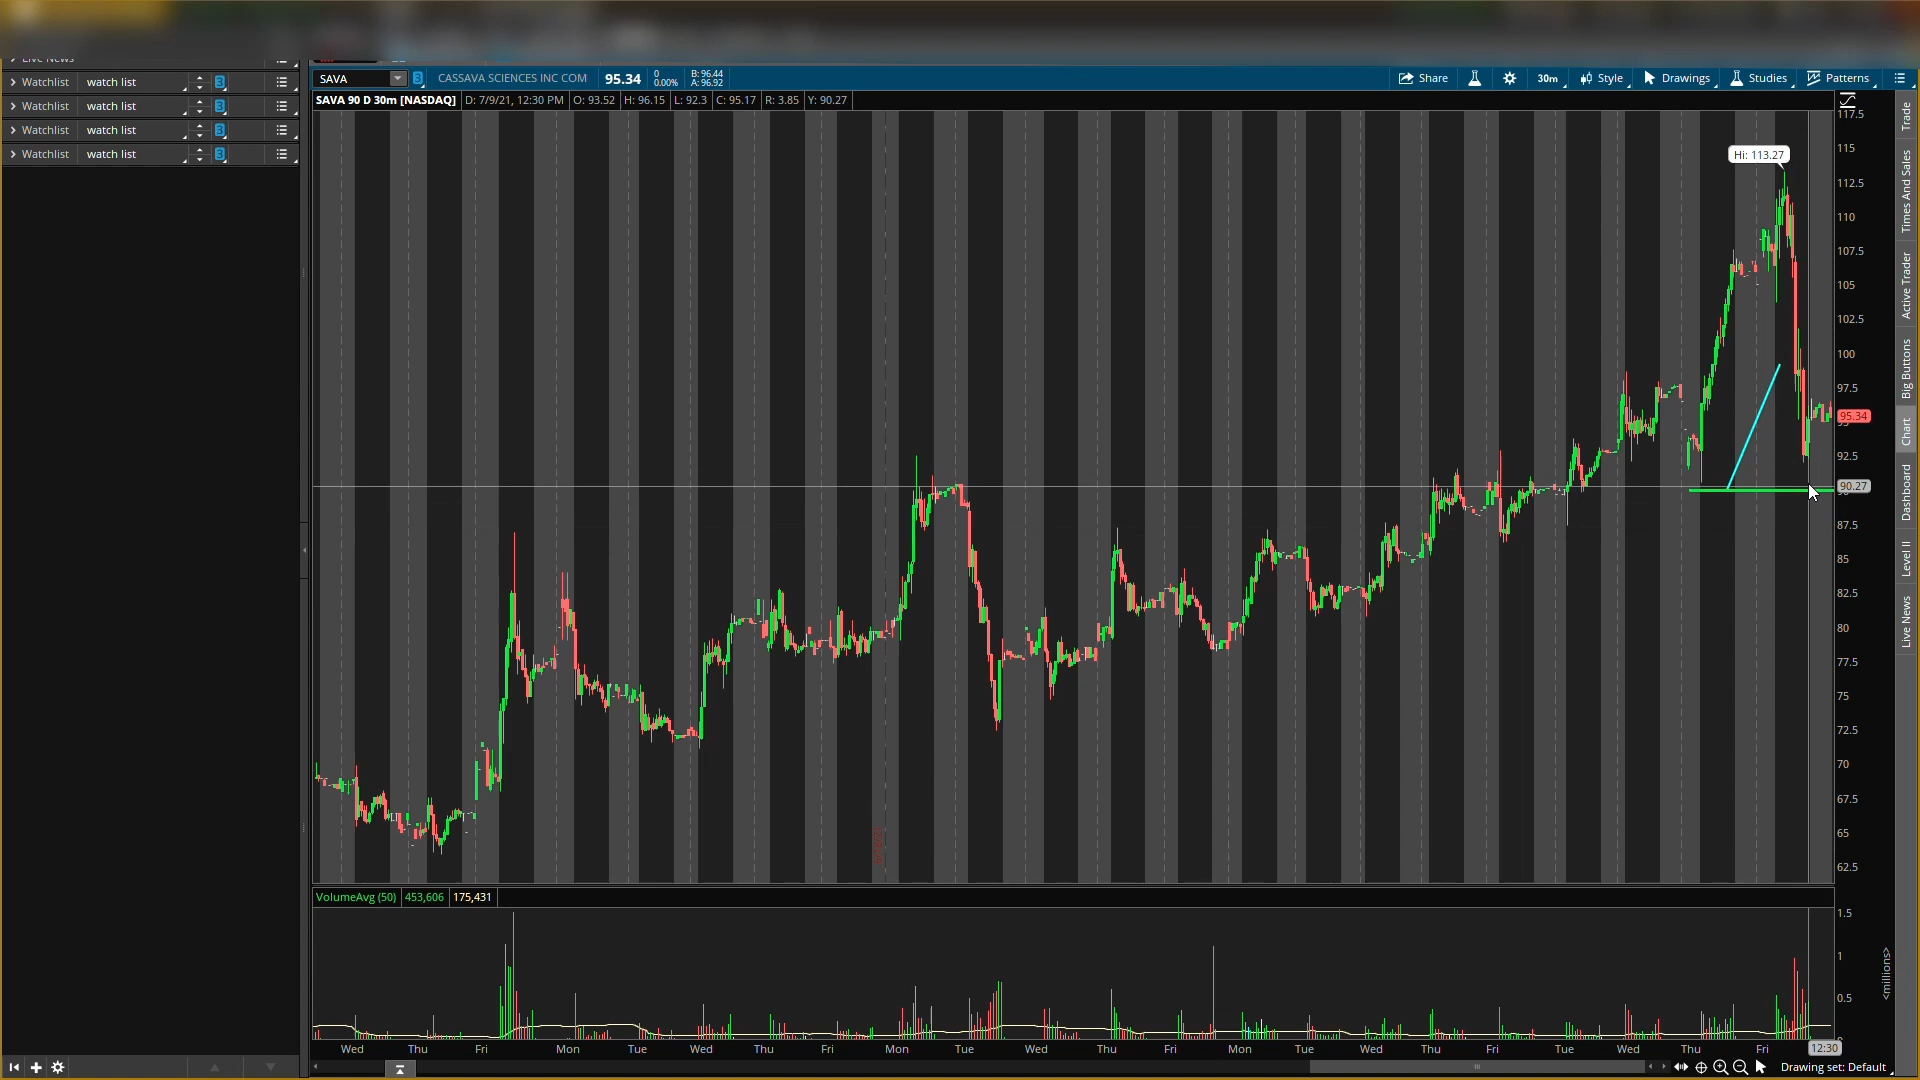 Live News
Watchlist watch list 3
Watchlist watch list 3
Watchlist watch list 3
Watchlist watch list 3
SAVA 3 CASSAVA SCIENCES INC COM 95.34 0 0.00% B: 96.44 A: 96.92 Share 30m Style Drawings Studies Patterns
SAVA 90 D 30m [NASDAQ] D: 7/9/21, 12:30 PM O: 93.52 H: 96.15 L: 92.3 C: 95.17 R: 3.85 Y: 90.27
Hi: 113.27
117.5
115
112.5
110
107.5
105
102.5
100
97.5
95.34
92.5
90.27
87.5
85
82.5
80
77.5
75
72.5
70
67.5
65
62.5
VolumeAvg (50) 453,606 175,431
1.5
1
0.5
<millions>
Wed Thu Fri Mon Tue Wed Thu Fri Mon Tue Wed Thu Fri Mon Tue Wed Thu Fri Tue Wed Thu Fri 12:30
Drawing set: Default
Trade
Times And Sales
Active Trader
Big Buttons
Chart
Dashboard
Level II
Live News